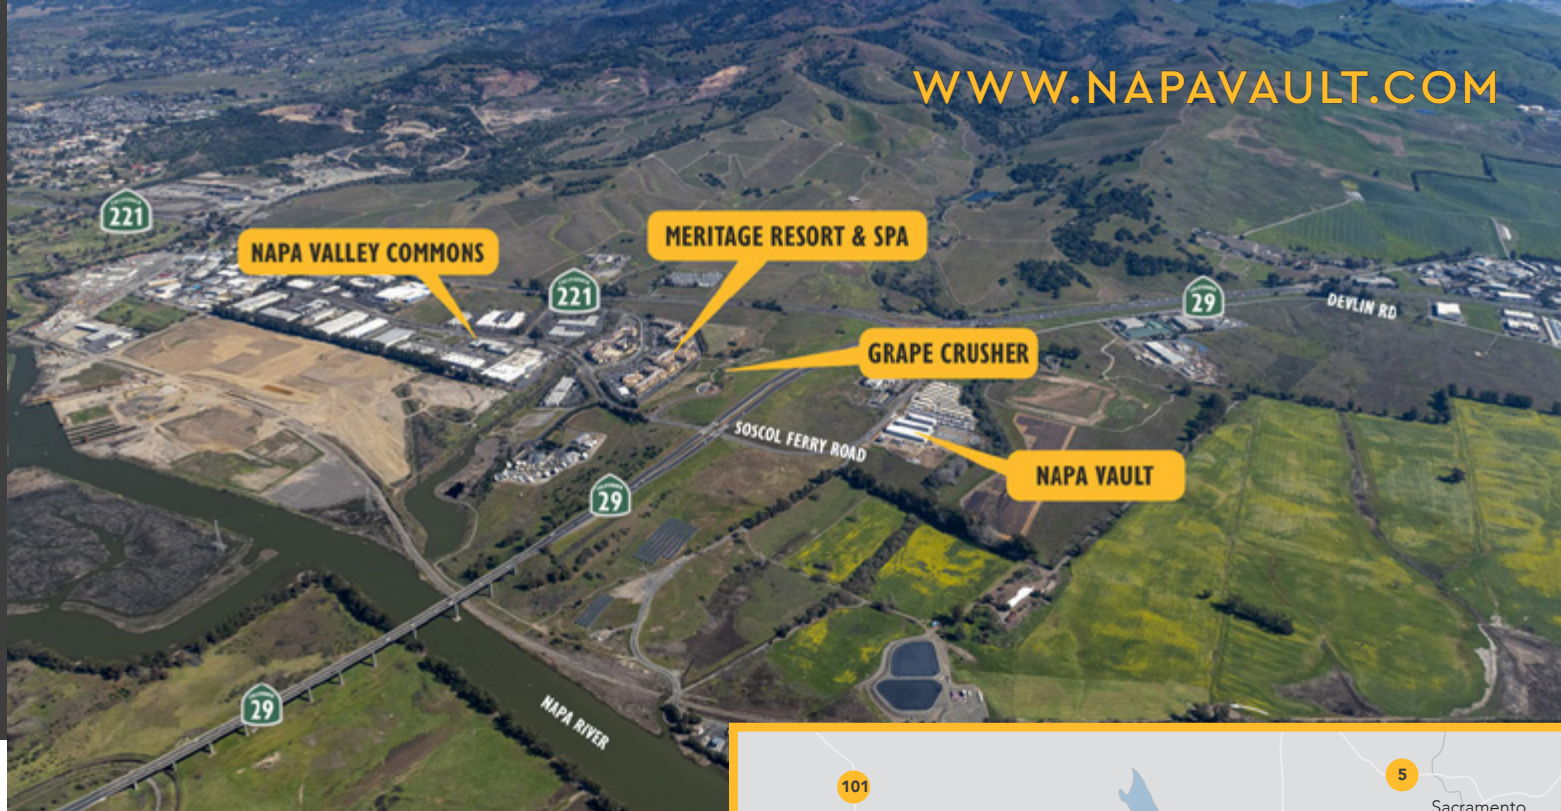 WWW.NAPAVAULT.COM
221
NAPA VALLEY COMMONS
MERITAGE RESORT & SPA
221
29
DEVLIN RD
GRAPE CRUSHER
SOSCOL FERRY ROAD
NAPA VAULT
29
29
NAPA RIVER
101
5
Sacramento